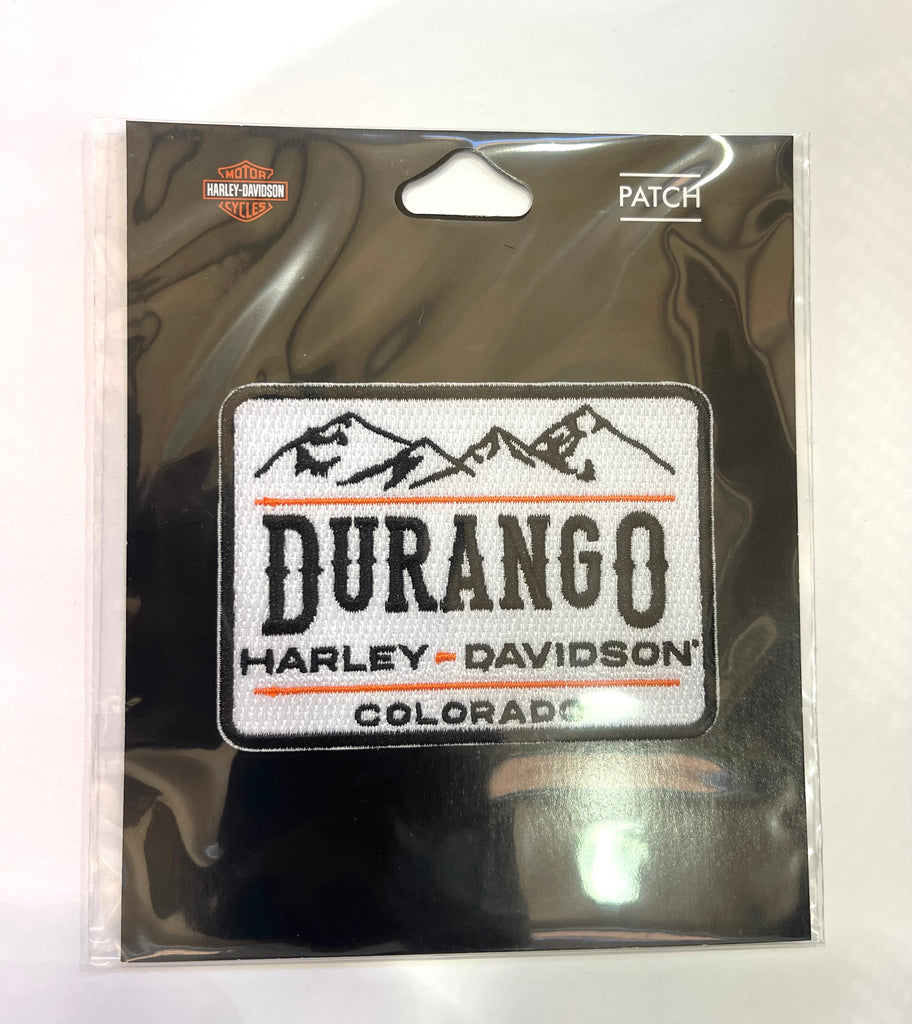 MOTOR
HARLEY-DAVIDSON
CYCLES
PATCH
DURANGO
HARLEY-DAVIDSON®
COLORADO